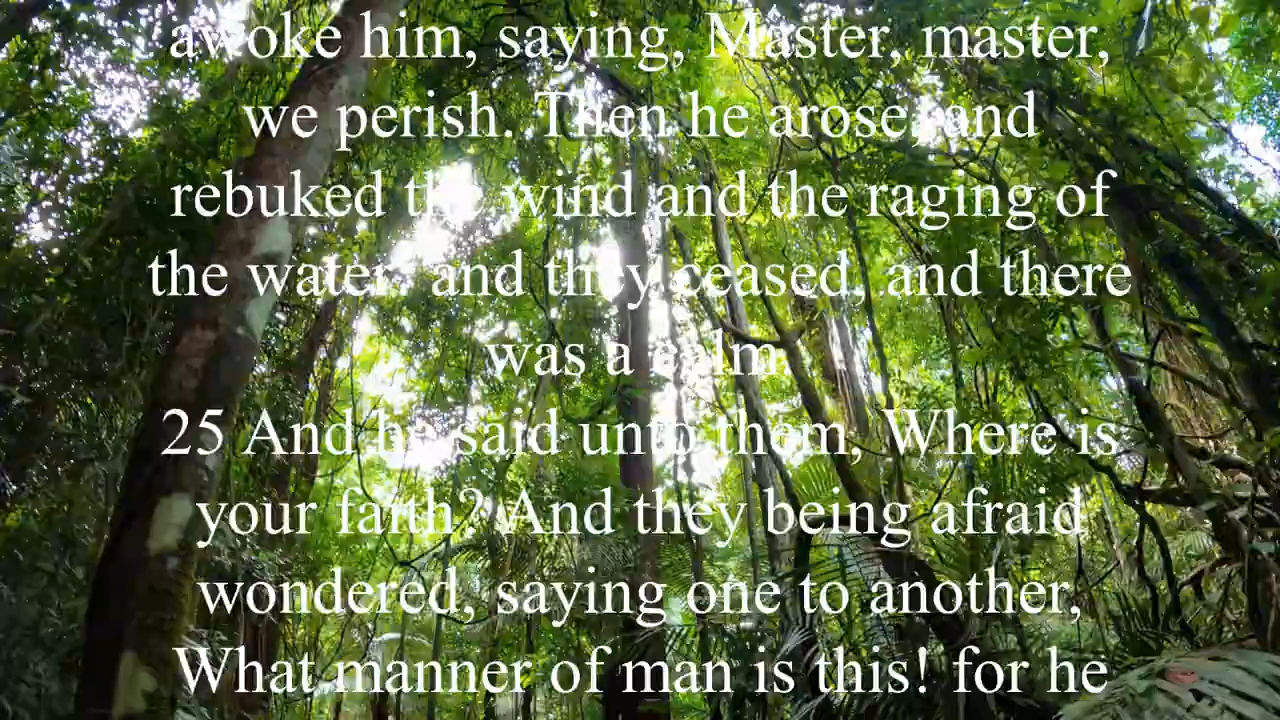 awoke him, saying, Master, master,
we perish. Then he arose, and
rebuked the wind and the raging of
the water: and they ceased, and there
was a calm.
25 And he said unto them, Where is
your faith? And they being afraid
wondered, saying one to another,
What manner of man is this! for he